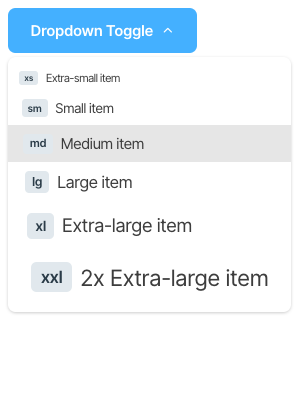 Dropdown Toggle
xs Extra-small item
sm Small item
md Medium item
lg Large item
xl Extra-large item
xxl 2x Extra-large item